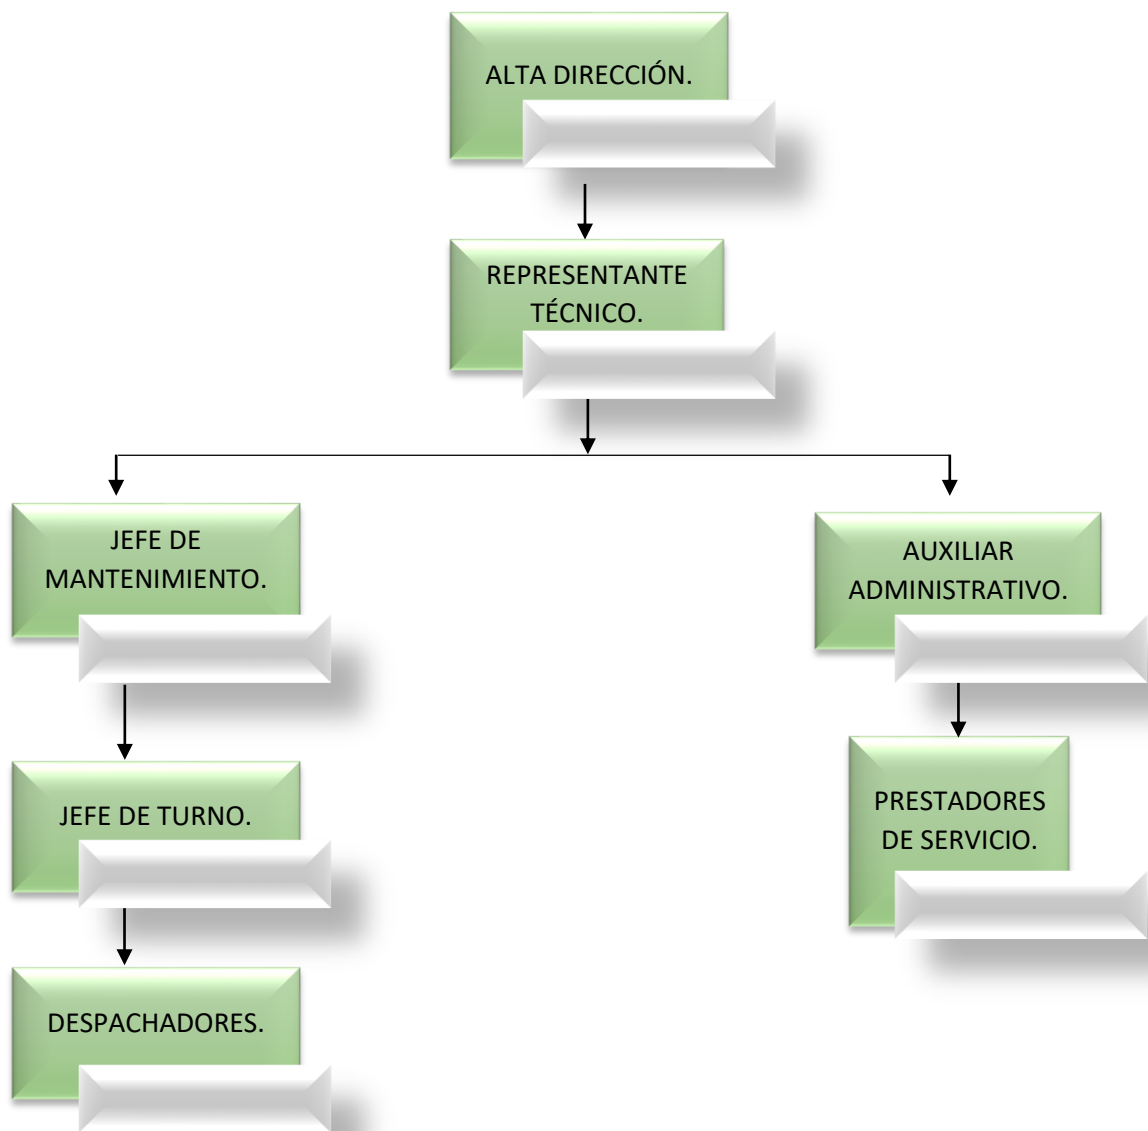 ALTA DIRECCIÓN.
REPRESENTANTE
TÉCNICO.
JEFE DE
MANTENIMIENTO.
AUXILIAR
ADMINISTRATIVO.
JEFE DE TURNO.
PRESTADORES
DE SERVICIO.
DESPACHADORES.